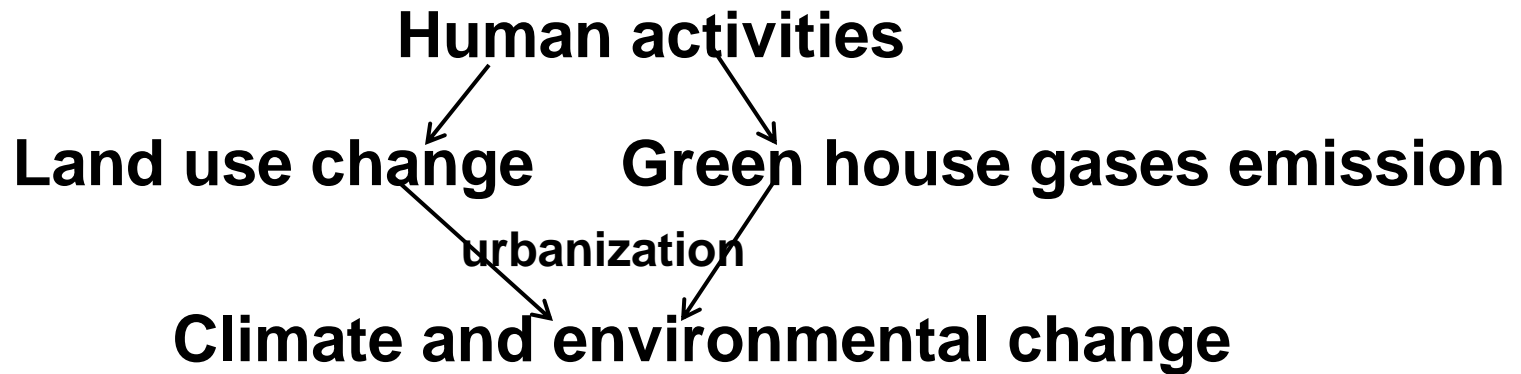 Human activities
Land use change Green house gases emission
urbanization
Climate and environmental change